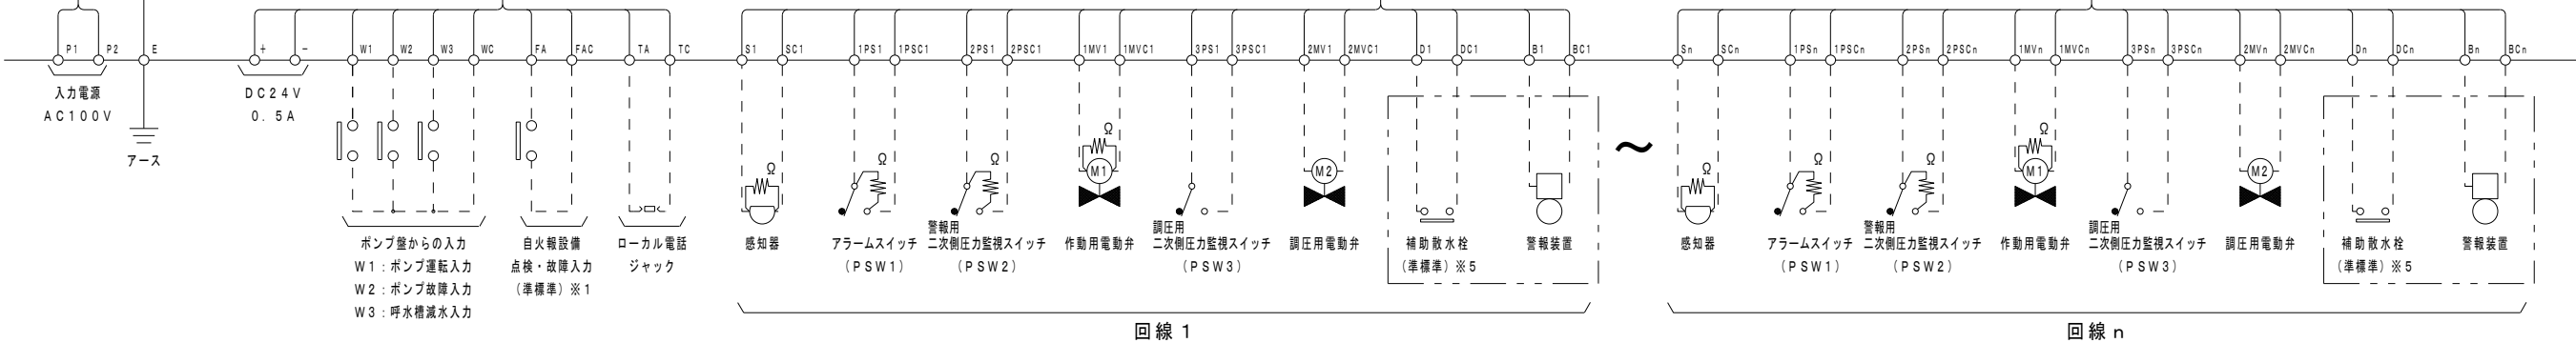 P1 P2 E + − W1 W2 W3 WC FA FAC TA TC S1 SC1 1PS1 1PSC1 2PS1 2PSC1 1MV1 1MVC1 3PS1 3PSC1 2MV1 2MVC1 D1 DC1 B1 BC1 Sn SCn 1PSn 1PSCn 2PSn 2PSCn 1MVn 1MVCn 3PSn 3PSCn 2MVn 2MVCn Dn DCn Bn BCn
入力電源
AC100V
アース
DC24V
0.5A
ポンプ盤からの入力
W1：ポンプ運転入力
W2：ポンプ故障入力
W3：呼水槽減水入力
自火報設備
点検・故障入力
（準標準）※1
ローカル電話
ジャック
Ω
感知器
Ω
アラームスイッチ
（PSW1）
Ω
警報用
二次側圧力監視スイッチ
（PSW2）
Ω
M1
作動用電動弁
調圧用
二次側圧力監視スイッチ
（PSW3）
M2
調圧用電動弁
補助散水栓
（準標準）※5
警報装置
回線1
～
Ω
感知器
Ω
アラームスイッチ
（PSW1）
Ω
警報用
二次側圧力監視スイッチ
（PSW2）
Ω
M1
作動用電動弁
調圧用
二次側圧力監視スイッチ
（PSW3）
M2
調圧用電動弁
補助散水栓
（準標準）※5
警報装置
回線n